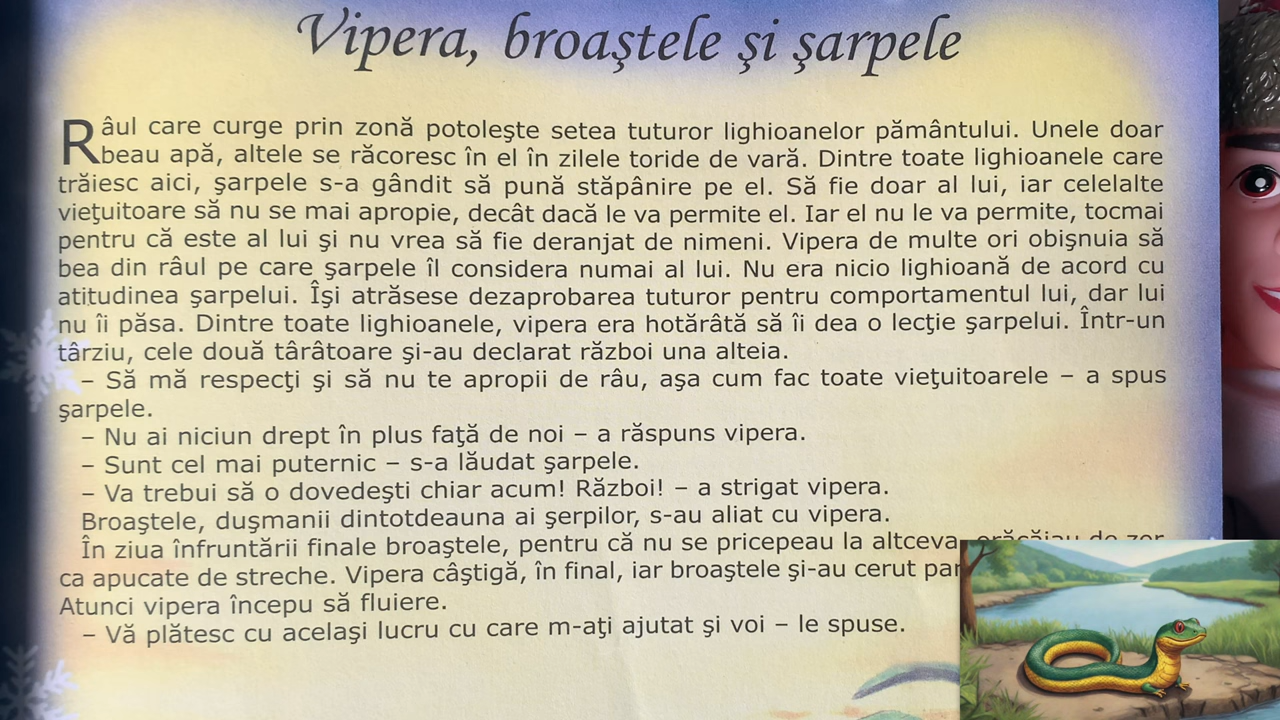 Vipera, broaştele şi şarpele
Râul care curge prin zonă potoleşte setea tuturor lighioanelor pământului. Unele doar
beau apă, altele se răcoresc în el în zilele toride de vară. Dintre toate lighioanele care
trăiesc aici, şarpele s-a gândit să pună stăpânire pe el. Să fie doar al lui, iar celelalte
vieţuitoare să nu se mai apropie, decât dacă le va permite el. Iar el nu le va permite, tocmai
pentru că este al lui şi nu vrea să fie deranjat de nimeni. Vipera de multe ori obişnuia să
bea din râul pe care şarpele îl considera numai al lui. Nu era nicio lighioană de acord cu
atitudinea şarpelui. Îşi atrăsese dezaprobarea tuturor pentru comportamentul lui, dar lui
nu îi păsa. Dintre toate lighioanele, vipera era hotărâtă să îi dea o lecţie şarpelui. Într-un
târziu, cele două târâtoare şi-au declarat război una alteia.
– Să mă respecţi şi să nu te apropii de râu, aşa cum fac toate vieţuitoarele – a spus
şarpele.
– Nu ai niciun drept în plus faţă de noi – a răspuns vipera.
– Sunt cel mai puternic – s-a lăudat şarpele.
– Va trebui să o dovedeşti chiar acum! Război! – a strigat vipera.
Broaştele, duşmanii dintotdeauna ai şerpilor, s-au aliat cu vipera.
În ziua înfruntării finale broaştele, pentru că nu se pricepeau la altceva
ca apucate de streche. Vipera câştigă, în final, iar broaştele şi-au cerut
Atunci vipera începu să fluiere.
– Vă plătesc cu acelaşi lucru cu care m-aţi ajutat şi voi – le spuse.